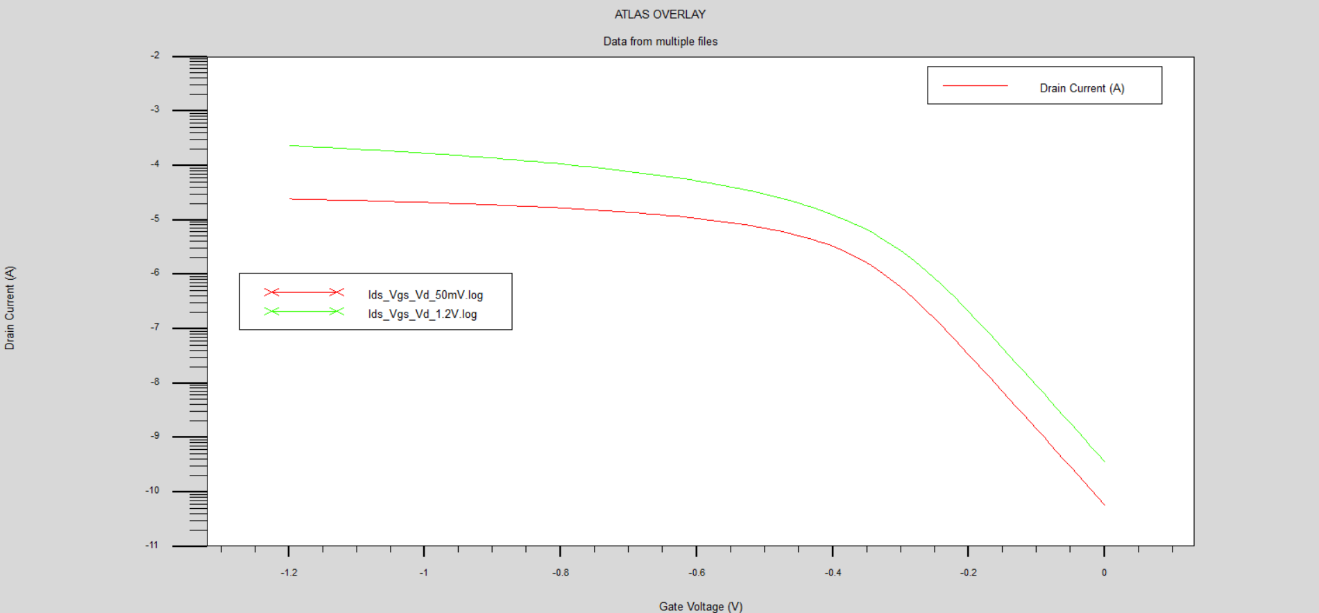 ATLAS OVERLAY
Data from multiple files
Drain Current (A)
-2
-3
-4
-5
-6
-7
-8
-9
-10
-11
Drain Current (A)
Ids_Vgs_Vd_50mV.log
Ids_Vgs_Vd_1.2V.log
-1.2
-1
-0.8
-0.6
-0.4
-0.2
0
Gate Voltage (V)